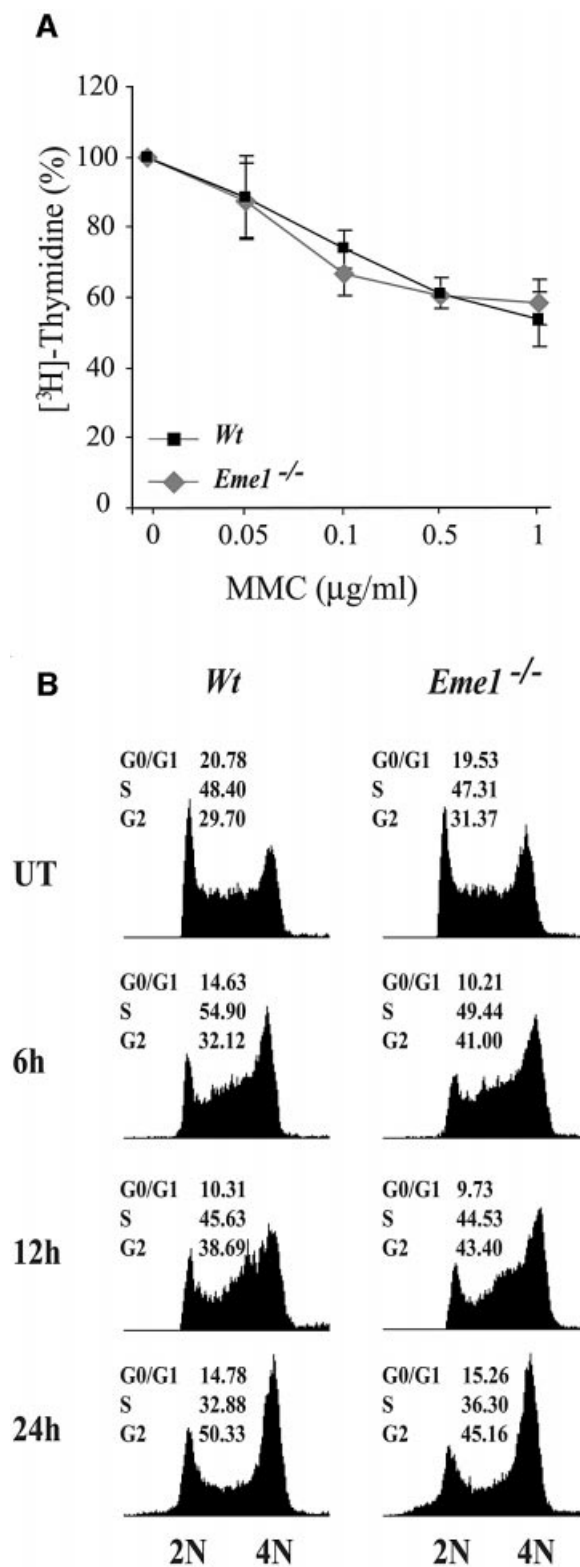 A
120
100
80
60
40
20
0
[³H]-Thymidine (%)
Wt
Eme1 -/-
0 0.05 0.1 0.5 1
MMC (µg/ml)
B
Wt Eme1 -/-
UT
G0/G1 20.78
S 48.40
G2 29.70
G0/G1 19.53
S 47.31
G2 31.37
6h
G0/G1 14.63
S 54.90
G2 32.12
G0/G1 10.21
S 49.44
G2 41.00
12h
G0/G1 10.31
S 45.63
G2 38.69
G0/G1 9.73
S 44.53
G2 43.40
24h
G0/G1 14.78
S 32.88
G2 50.33
G0/G1 15.26
S 36.30
G2 45.16
2N 4N 2N 4N